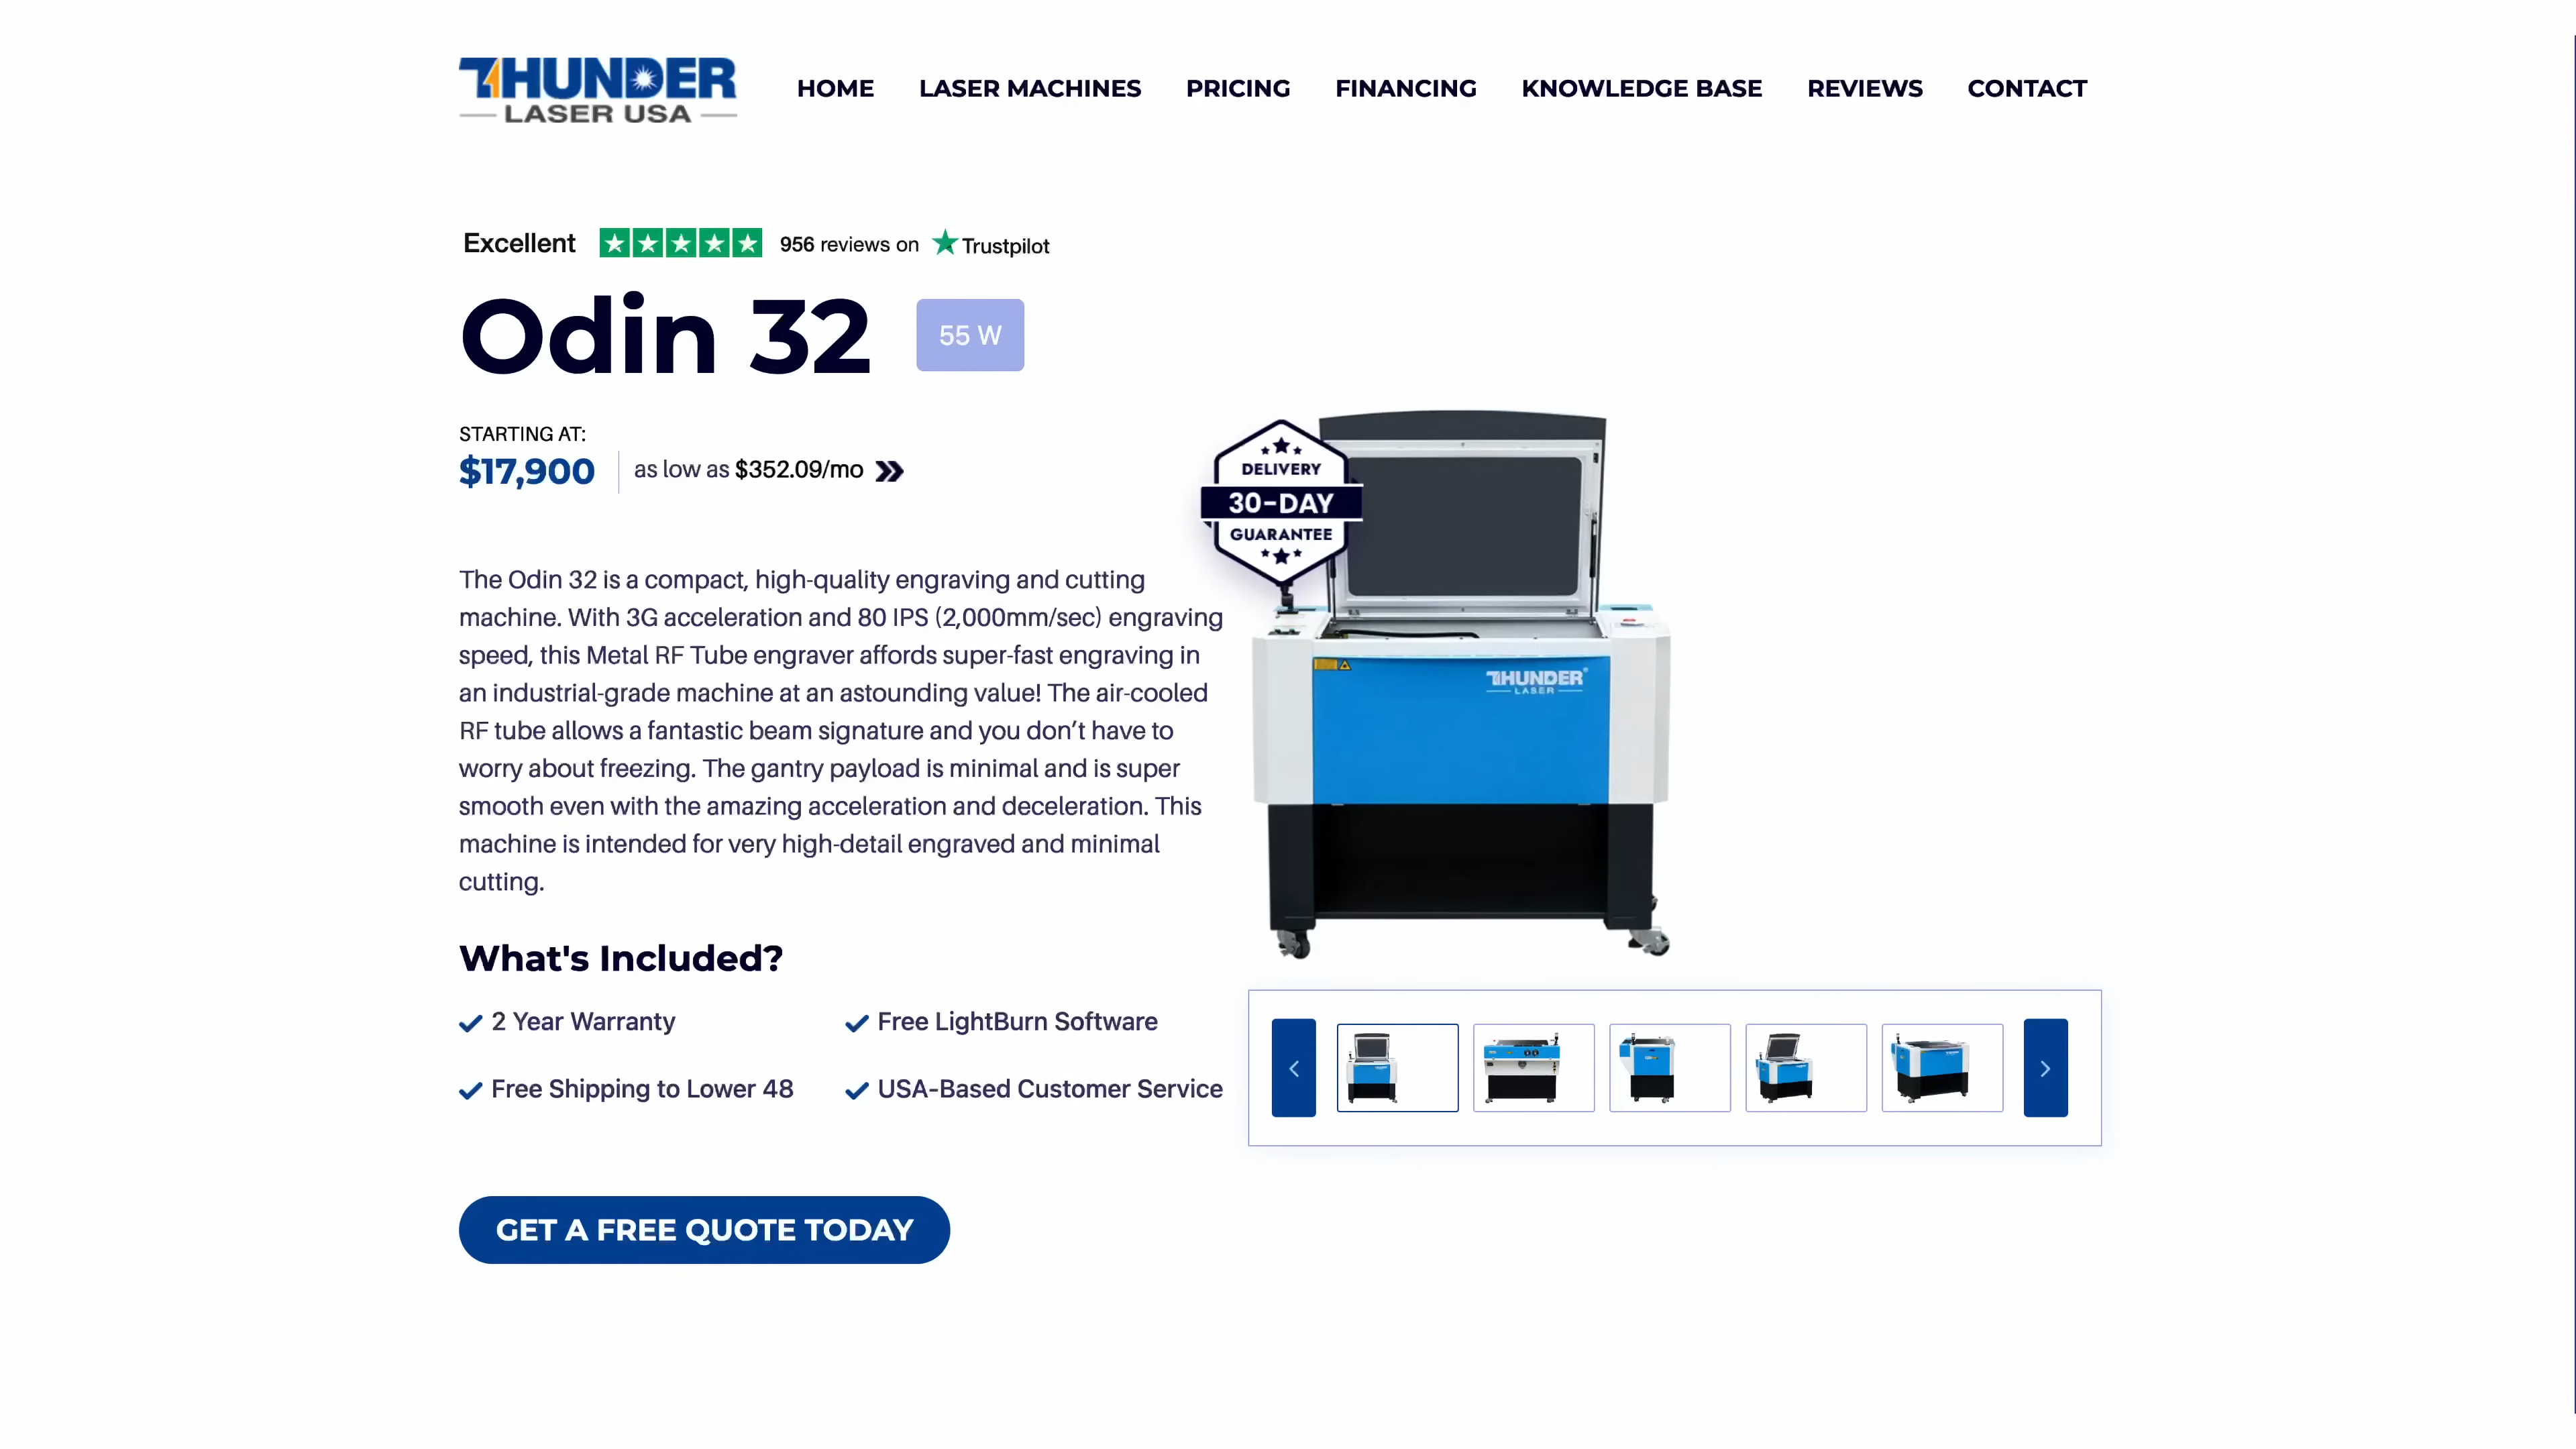 THUNDER
LASER USA
HOME LASER MACHINES PRICING FINANCING KNOWLEDGE BASE REVIEWS CONTACT
Excellent 956 reviews on Trustpilot
Odin 32 55 W
STARTING AT:
$17,900 as low as $352.09/mo
The Odin 32 is a compact, high-quality engraving and cutting
machine. With 3G acceleration and 80 IPS (2,000mm/sec) engraving
speed, this Metal RF Tube engraver affords super-fast engraving in
an industrial-grade machine at an astounding value! The air-cooled
RF tube allows a fantastic beam signature and you don’t have to
worry about freezing. The gantry payload is minimal and is super
smooth even with the amazing acceleration and deceleration. This
machine is intended for very high-detail engraved and minimal
cutting.
What's Included?
2 Year Warranty
Free LightBurn Software
Free Shipping to Lower 48
USA-Based Customer Service
GET A FREE QUOTE TODAY
DELIVERY
30-DAY
GUARANTEE
THUNDER®
LASER